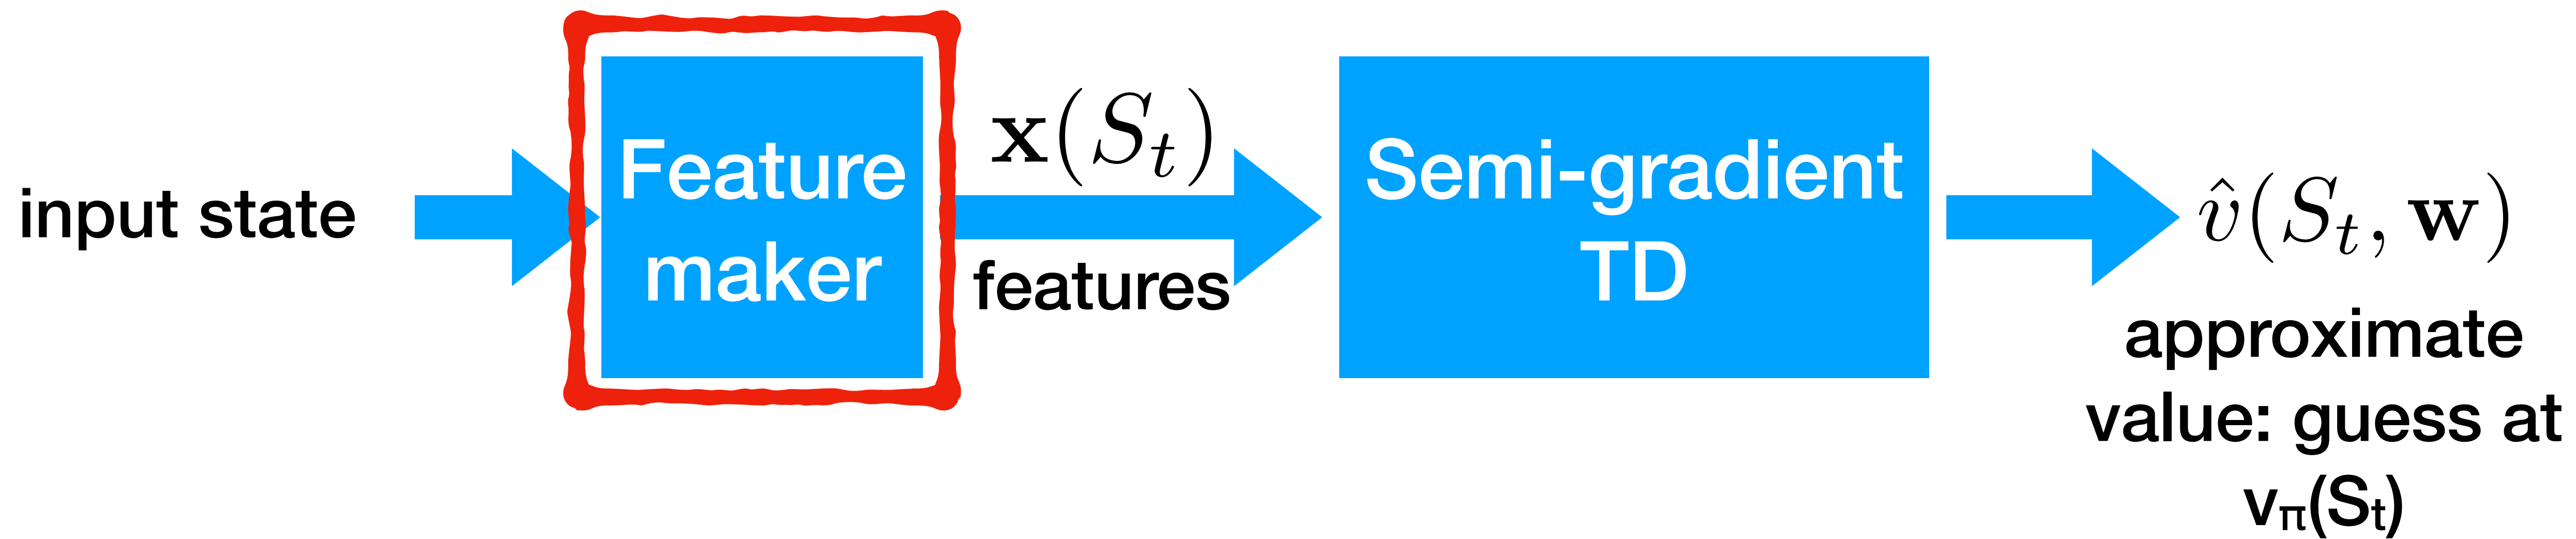 input state
Feature
maker
x(S_t)
features
Semi-gradient
TD
v̂(S_t, w)
approximate
value: guess at
vπ(St)